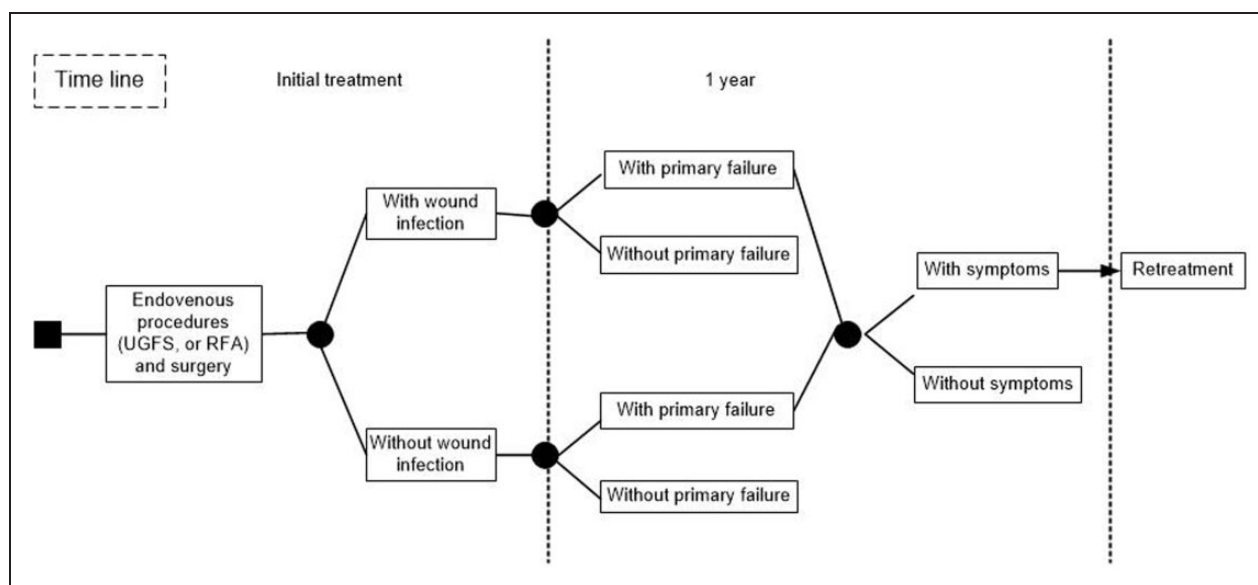 Time line
Initial treatment
1 year
With primary failure
With wound
infection
Without primary failure
With symptoms
Retreatment
Endovenous
procedures
(UGFS, or RFA)
and surgery
Without symptoms
With primary failure
Without wound
infection
Without primary failure